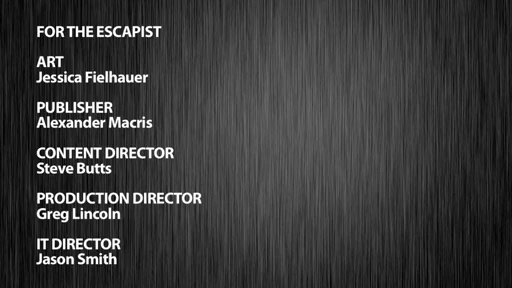 FOR THE ESCAPIST
ART
Jessica Fielhauer
PUBLISHER
Alexander Macris
CONTENT DIRECTOR
Steve Butts
PRODUCTION DIRECTOR
Greg Lincoln
IT DIRECTOR
Jason Smith